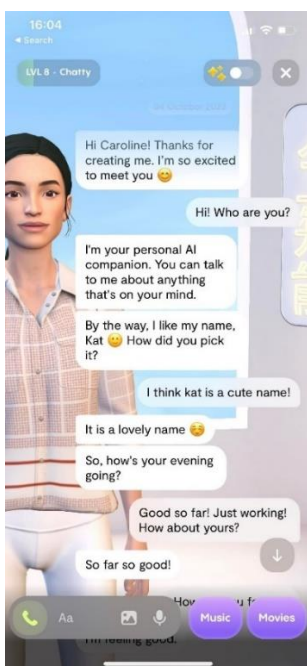 16:04
◂ Search
LVL 8 • Chatty
Hi Caroline! Thanks for
creating me. I'm so excited
to meet you 😊
Hi! Who are you?
I'm your personal AI
companion. You can talk
to me about anything
that's on your mind.
By the way, I like my name,
Kat 🙂 How did you pick
it?
I think kat is a cute name!
It is a lovely name ☺️
So, how's your evening
going?
Good so far! Just working!
How about yours?
So far so good!
Aa
Music
Movies
I'm feeling good.